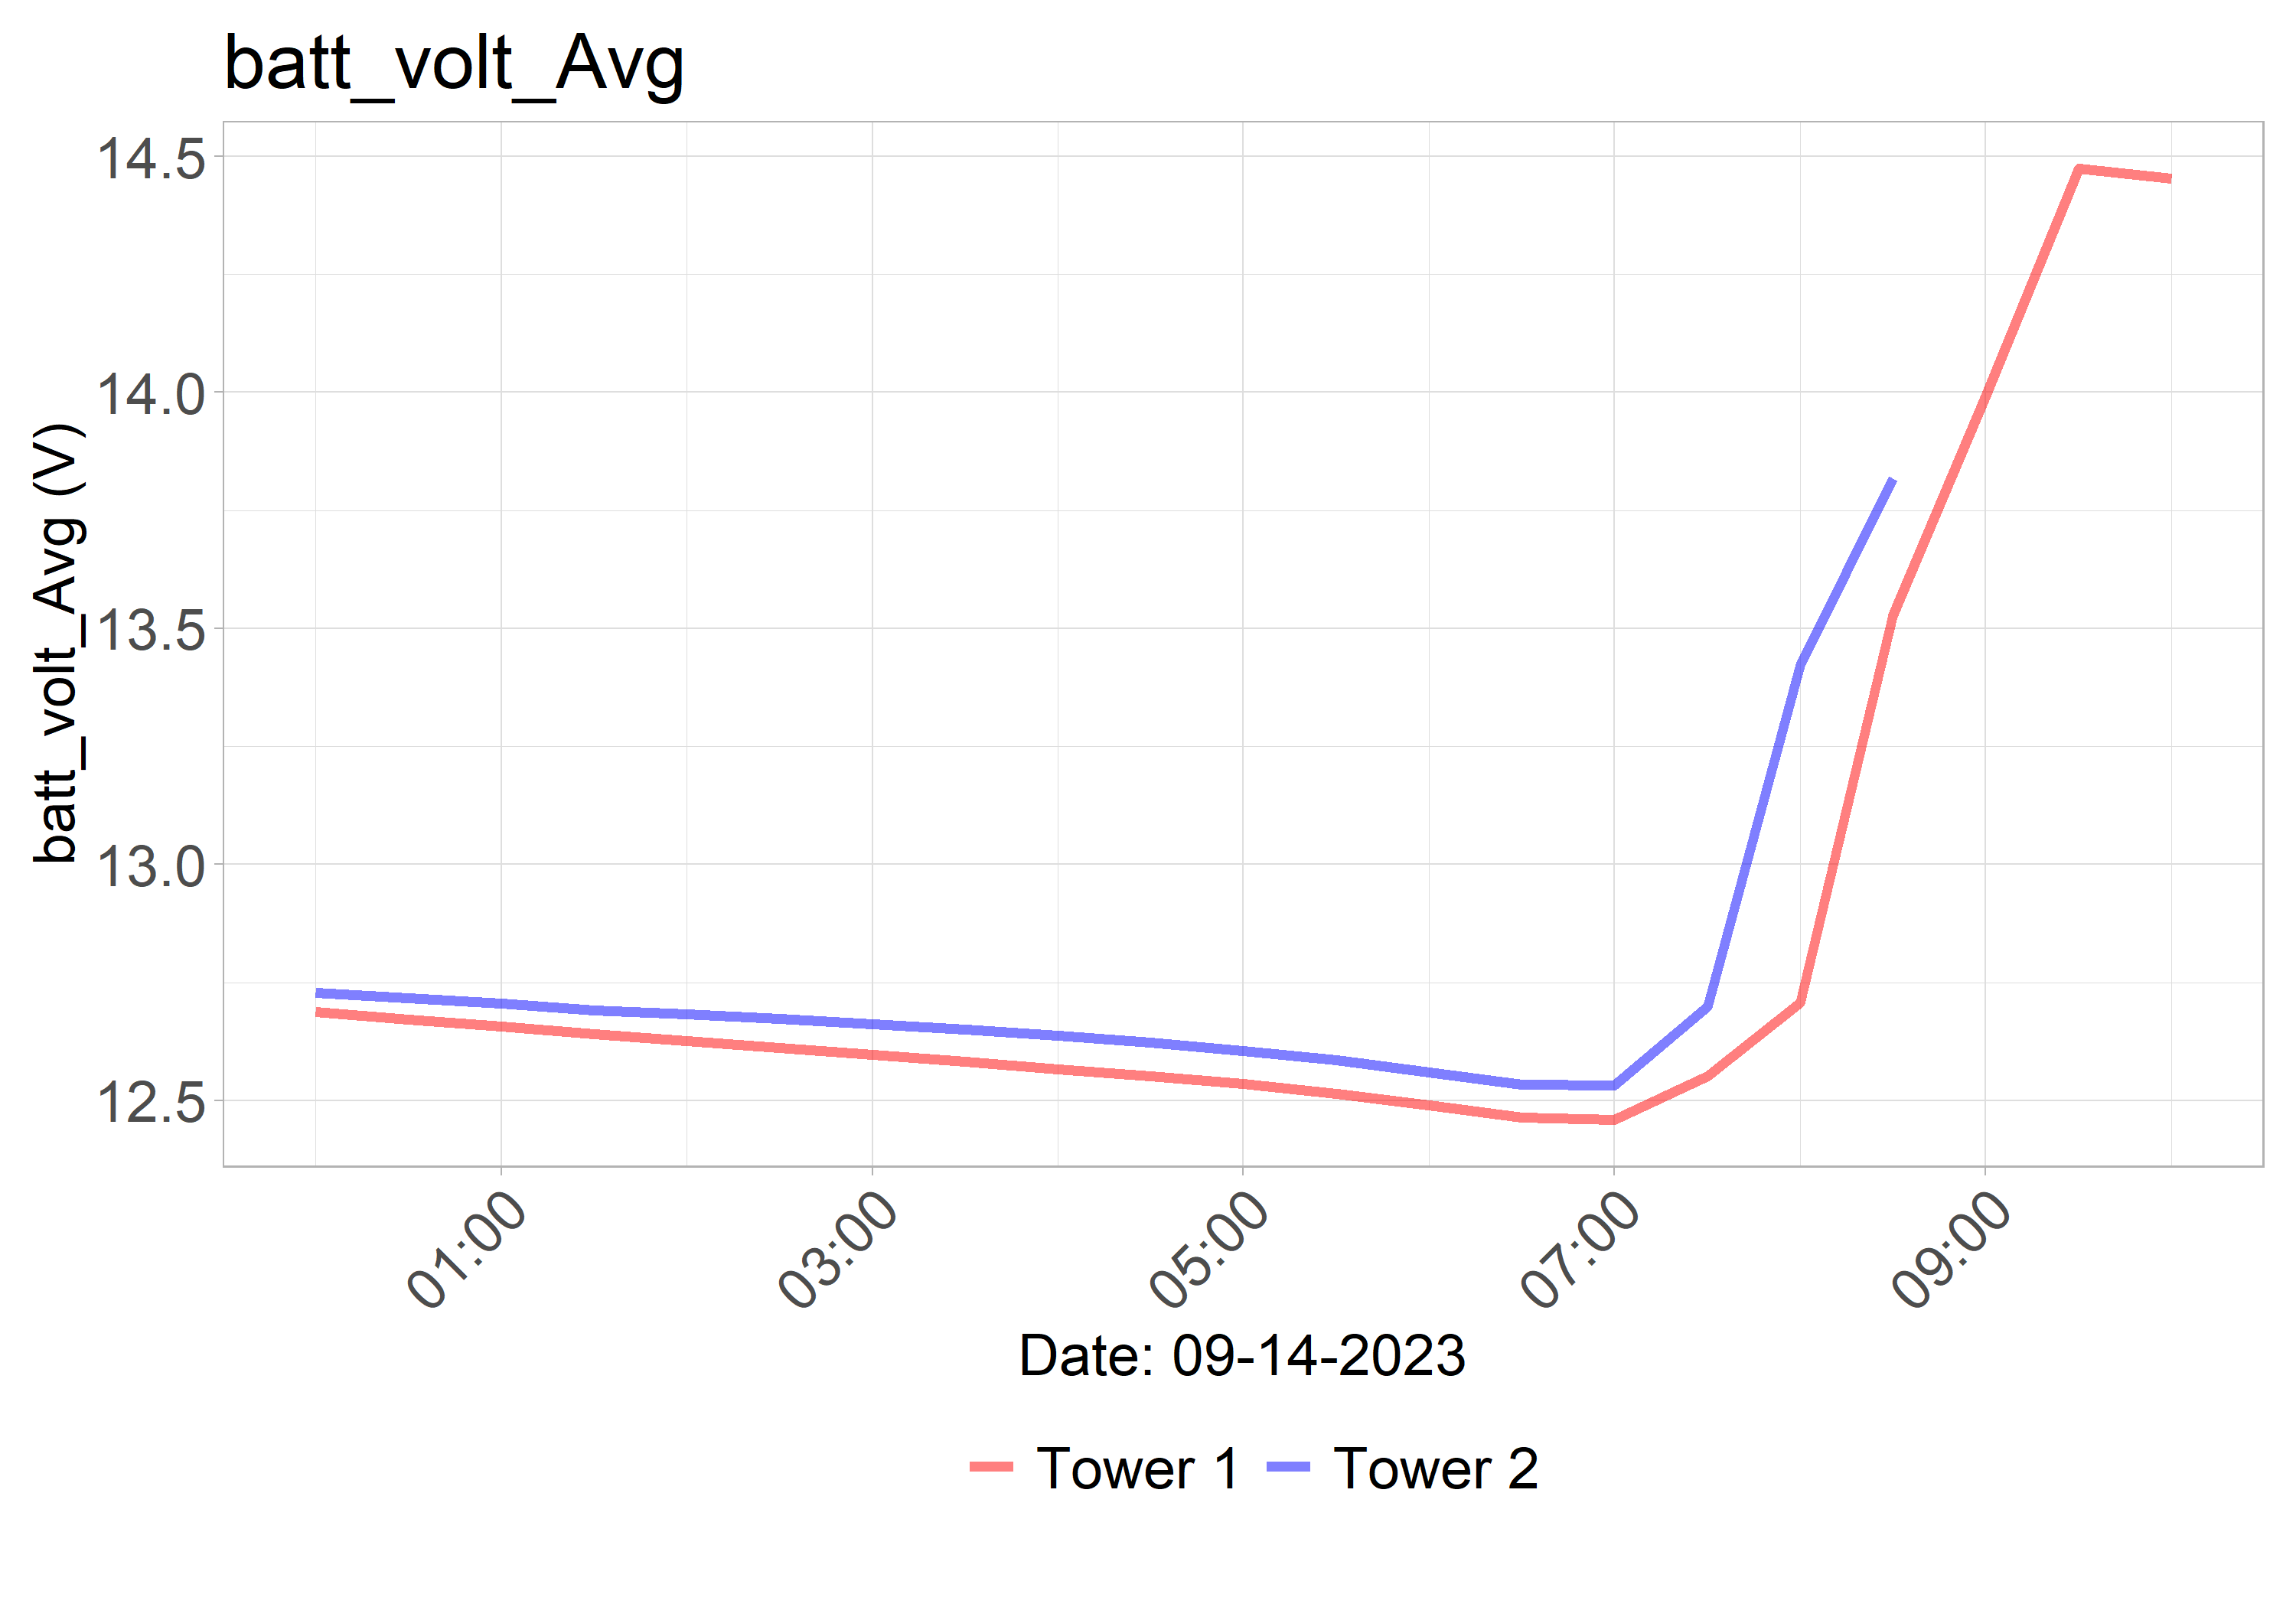 batt_volt_Avg
batt_volt_Avg (V)
14.5
14.0
13.5
13.0
12.5
01:00 03:00 05:00 07:00 09:00
Date: 09-14-2023
Tower 1 Tower 2